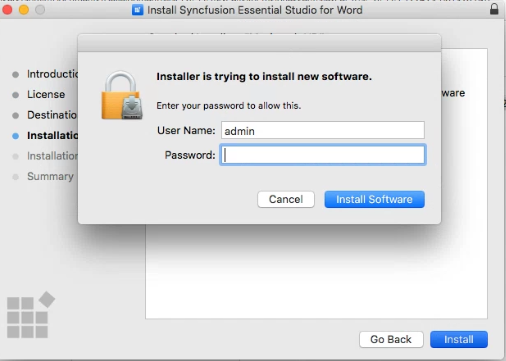 Install Syncfusion Essential Studio for Word
Installer is trying to install new software.
Enter your password to allow this.
User Name: admin
Password:
Cancel
Install Software
Introductio
License
Destinatio
Installatio
Installation
Summary
ware
Go Back
Install